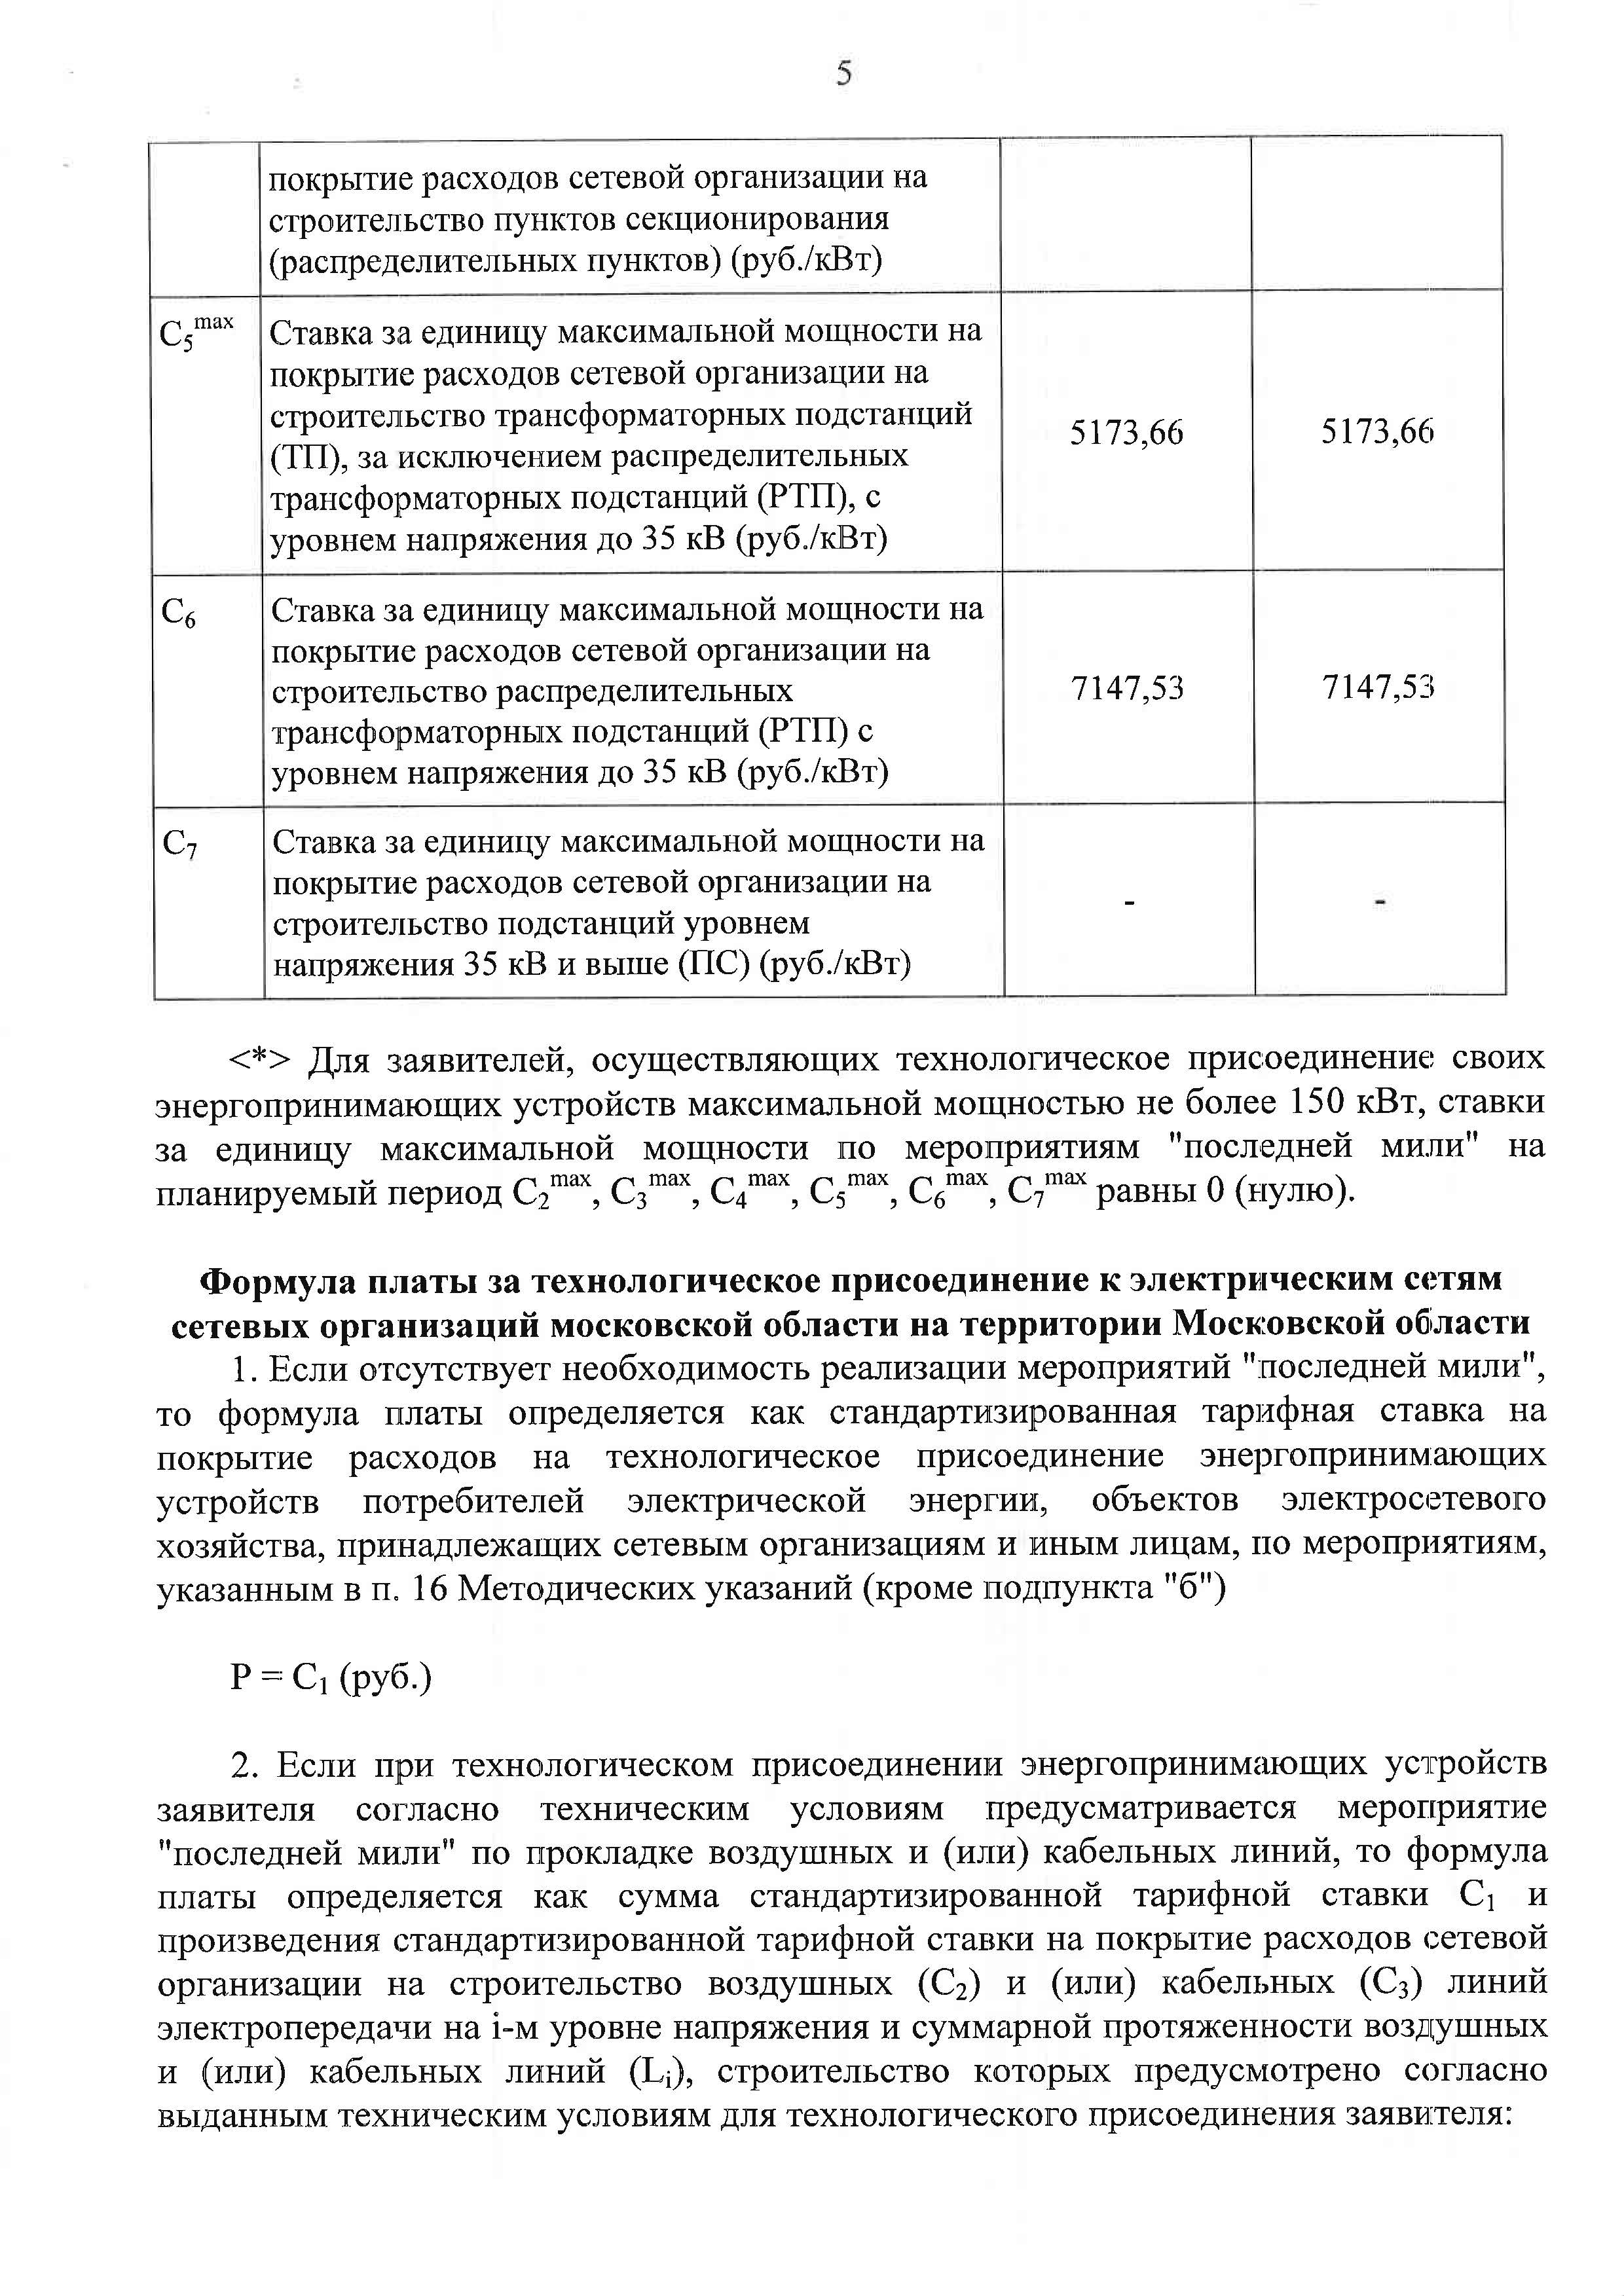 5
покрытие расходов сетевой организации на
строительство пунктов секционирования
(распределительных пунктов) (руб./кВт)
C₅ᵐᵃˣ
Ставка за единицу максимальной мощности на
покрытие расходов сетевой организации на
строительство трансформаторных подстанций
(ТП), за исключением распределительных
трансформаторных подстанций (РТП), с
уровнем напряжения до 35 кВ (руб./кВт)
5173,66
5173,66
C₆
Ставка за единицу максимальной мощности на
покрытие расходов сетевой организации на
строительство распределительных
трансформаторных подстанций (РТП) с
уровнем напряжения до 35 кВ (руб./кВт)
7147,53
7147,53
C₇
Ставка за единицу максимальной мощности на
покрытие расходов сетевой организации на
строительство подстанций уровнем
напряжения 35 кВ и выше (ПС) (руб./кВт)
-
-
<*> Для заявителей, осуществляющих технологическое присоединение своих
энергопринимающих устройств максимальной мощностью не более 150 кВт, ставки
за единицу максимальной мощности по мероприятиям "последней мили" на
планируемый период C₂ᵐᵃˣ, C₃ᵐᵃˣ, C₄ᵐᵃˣ, C₅ᵐᵃˣ, C₆ᵐᵃˣ, C₇ᵐᵃˣ равны 0 (нулю).
Формула платы за технологическое присоединение к электрическим сетям
сетевых организаций московской области на территории Московской области
1. Если отсутствует необходимость реализации мероприятий "последней мили",
то формула платы определяется как стандартизированная тарифная ставка на
покрытие расходов на технологическое присоединение энергопринимающих
устройств потребителей электрической энергии, объектов электросетевого
хозяйства, принадлежащих сетевым организациям и иным лицам, по мероприятиям,
указанным в п. 16 Методических указаний (кроме подпункта "б")
P = C₁ (руб.)
2. Если при технологическом присоединении энергопринимающих устройств
заявителя согласно техническим условиям предусматривается мероприятие
"последней мили" по прокладке воздушных и (или) кабельных линий, то формула
платы определяется как сумма стандартизированной тарифной ставки C₁ и
произведения стандартизированной тарифной ставки на покрытие расходов сетевой
организации на строительство воздушных (C₂) и (или) кабельных (C₃) линий
электропередачи на i-м уровне напряжения и суммарной протяженности воздушных
и (или) кабельных линий (Lᵢ), строительство которых предусмотрено согласно
выданным техническим условиям для технологического присоединения заявителя: